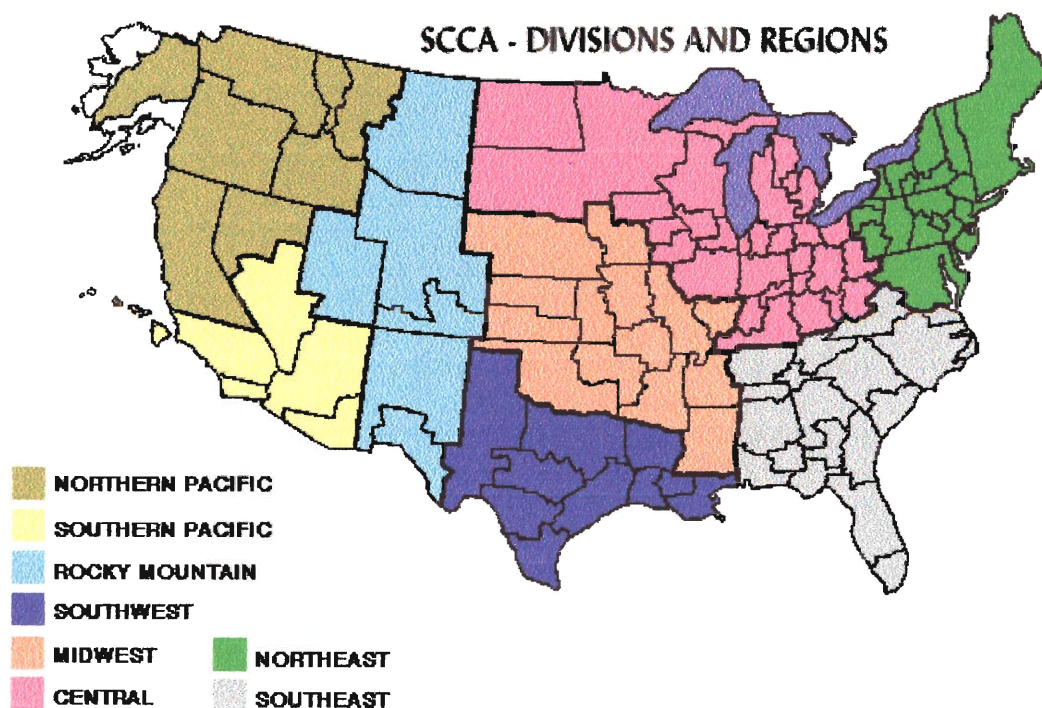 SCCA - DIVISIONS AND REGIONS
NORTHERN PACIFIC
SOUTHERN PACIFIC
ROCKY MOUNTAIN
SOUTHWEST
MIDWEST
CENTRAL
NORTHEAST
SOUTHEAST